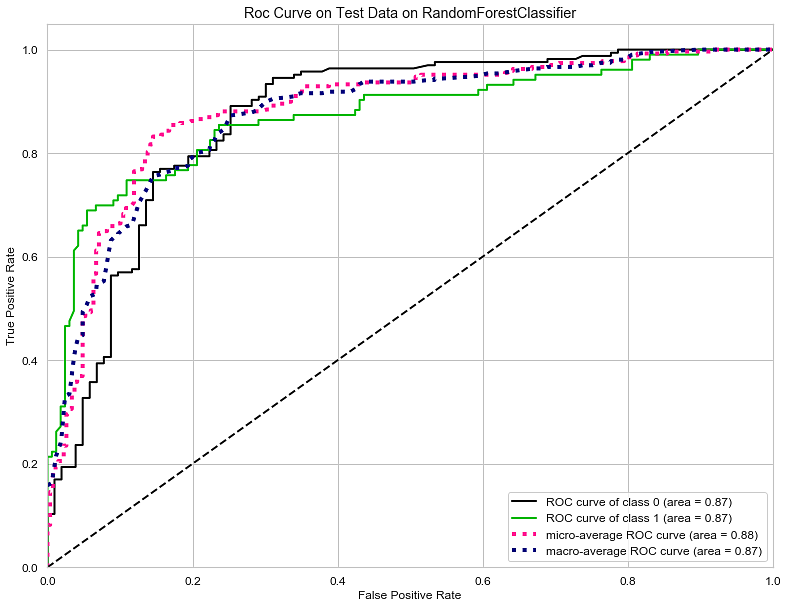 Roc Curve on Test Data on RandomForestClassifier
1.0
0.8
0.6
0.4
0.2
0.0
True Positive Rate
ROC curve of class 0 (area = 0.87)
ROC curve of class 1 (area = 0.87)
micro-average ROC curve (area = 0.88)
macro-average ROC curve (area = 0.87)
0.0 0.2 0.4 0.6 0.8 1.0
False Positive Rate